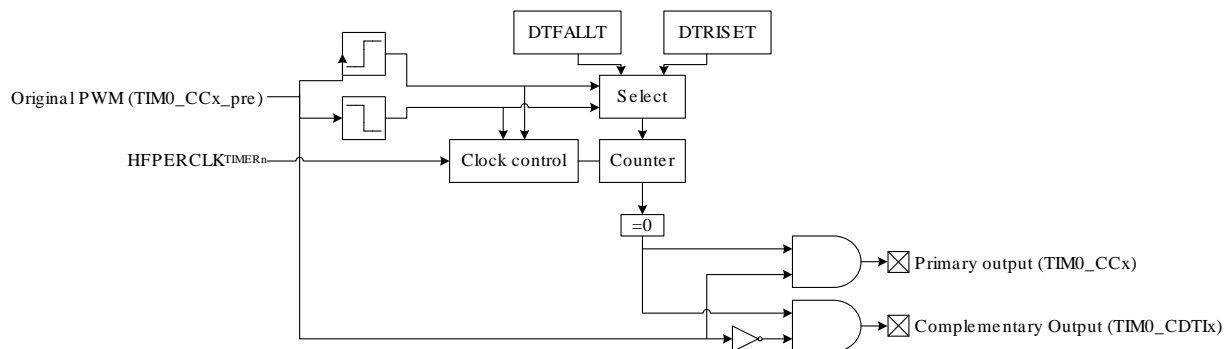 DTFALLT DTRISET
Original PWM (TIM0_CCx_pre)
Select
HFPERCLKTIMERn
Clock control
Counter
=0
Primary output (TIM0_CCx)
Complementary Output (TIM0_CDTIx)